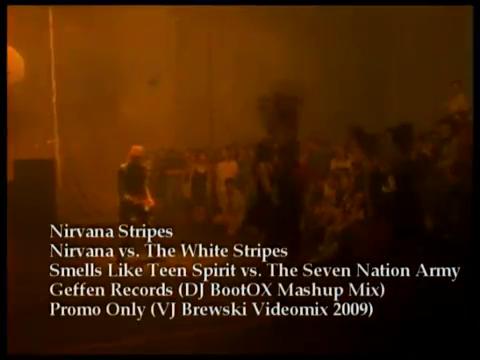 Nirvana Stripes
Nirvana vs. The White Stripes
Smells Like Teen Spirit vs. The Seven Nation Army
Geffen Records (DJ BootOX Mashup Mix)
Promo Only (VJ Brewski Videomix 2009)